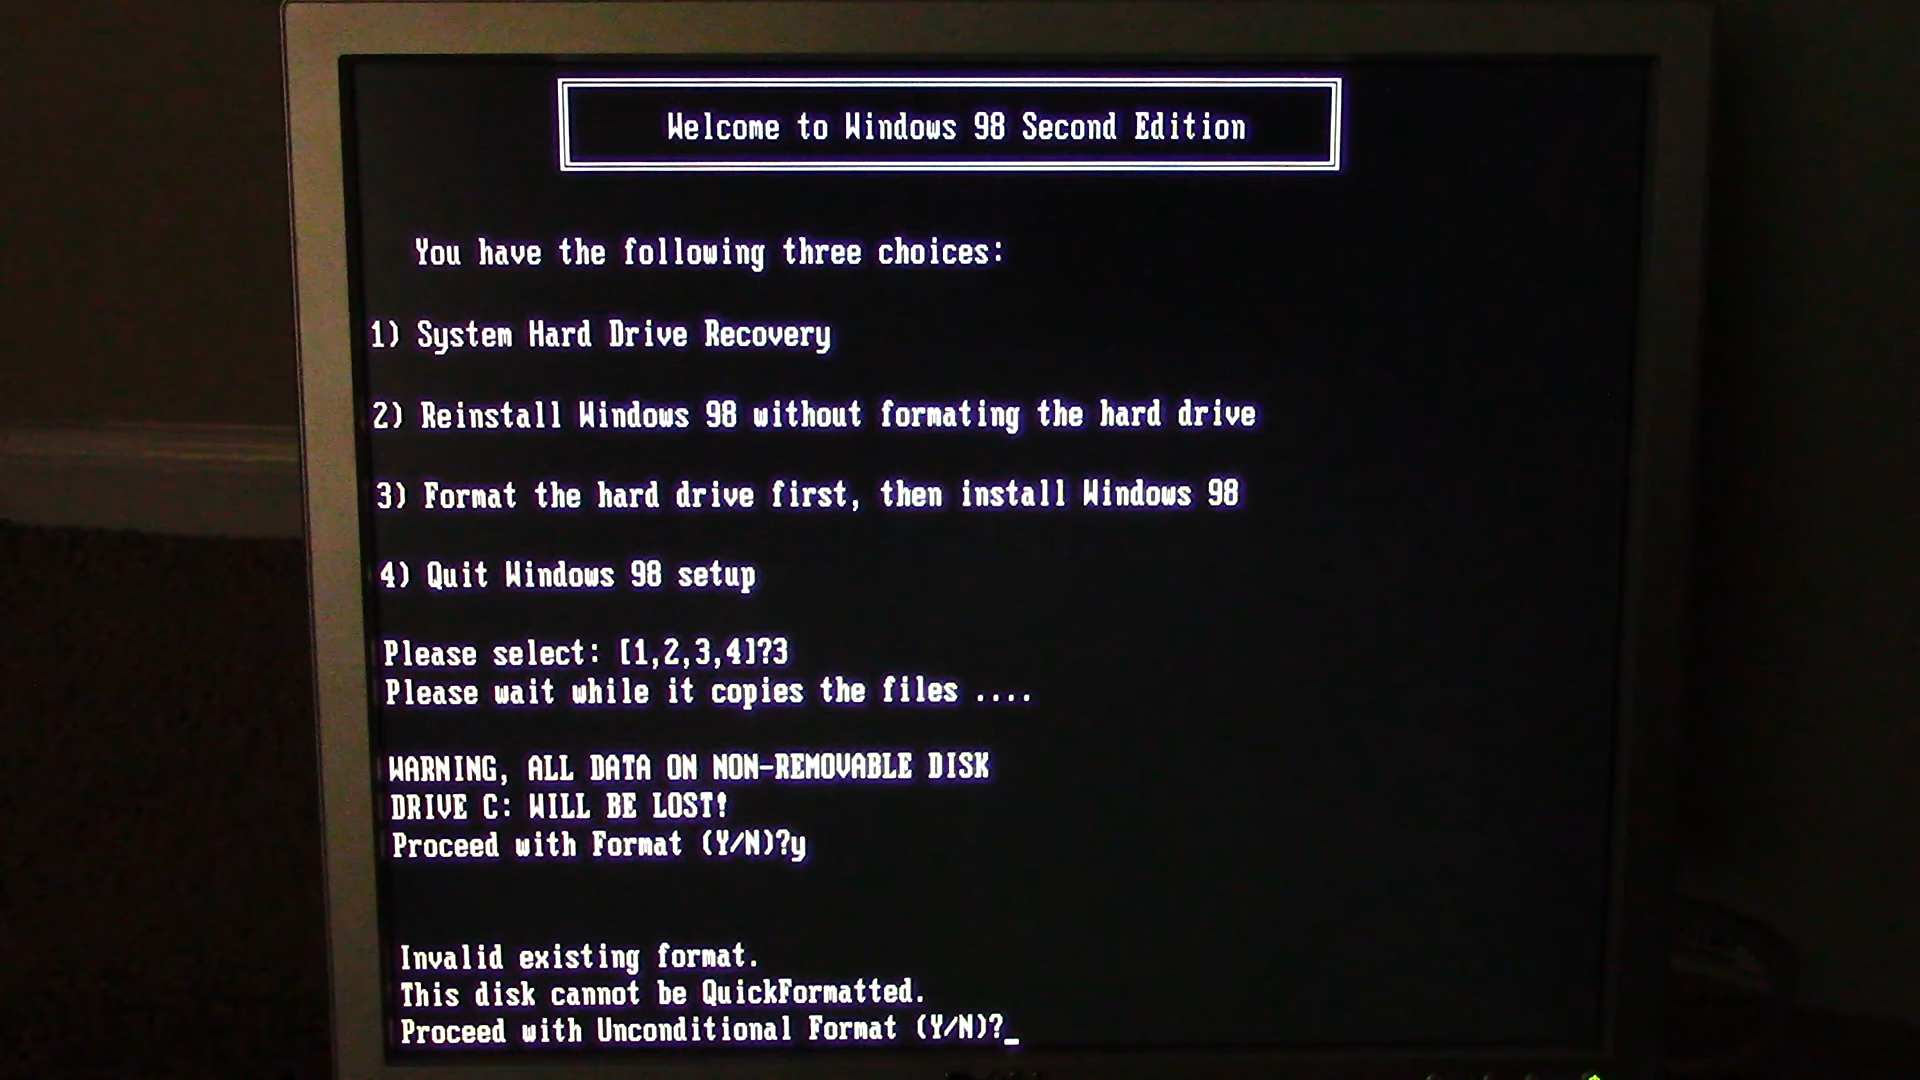 Welcome to Windows 98 Second Edition
You have the following three choices:
1) System Hard Drive Recovery
2) Reinstall Windows 98 without formating the hard drive
3) Format the hard drive first, then install Windows 98
4) Quit Windows 98 setup
Please select: [1,2,3,4]?3
Please wait while it copies the files ....
WARNING, ALL DATA ON NON-REMOVABLE DISK
DRIVE C: WILL BE LOST!
Proceed with Format (Y/N)?y
Invalid existing format.
This disk cannot be QuickFormatted.
Proceed with Unconditional Format (Y/N)?_